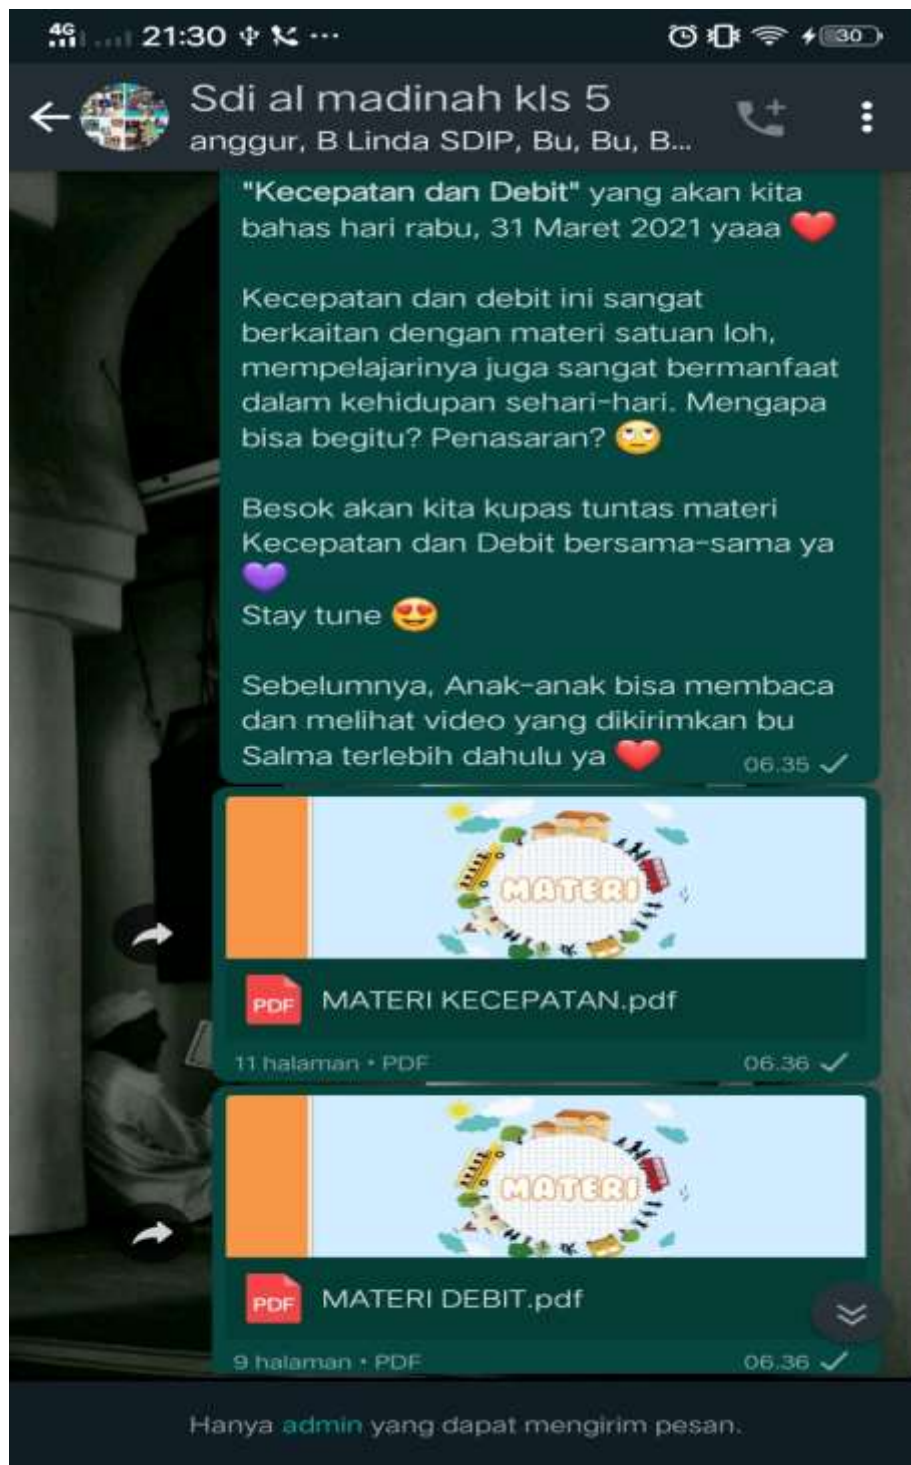 4G 21:30 30
Sdi al madinah kls 5
anggur, B Linda SDIP, Bu, Bu, B...
"Kecepatan dan Debit" yang akan kita
bahas hari rabu, 31 Maret 2021 yaaa ❤️
Kecepatan dan debit ini sangat
berkaitan dengan materi satuan loh,
mempelajarinya juga sangat bermanfaat
dalam kehidupan sehari-hari. Mengapa
bisa begitu? Penasaran? 🙄
Besok akan kita kupas tuntas materi
Kecepatan dan Debit bersama-sama ya
💜
Stay tune 😍
Sebelumnya, Anak-anak bisa membaca
dan melihat video yang dikirimkan bu
Salma terlebih dahulu ya ❤️ 06.35
MATERI
PDF MATERI KECEPATAN.pdf
11 halaman • PDF 06.36
MATERI
PDF MATERI DEBIT.pdf
9 halaman • PDF 06.36
Hanya admin yang dapat mengirim pesan.